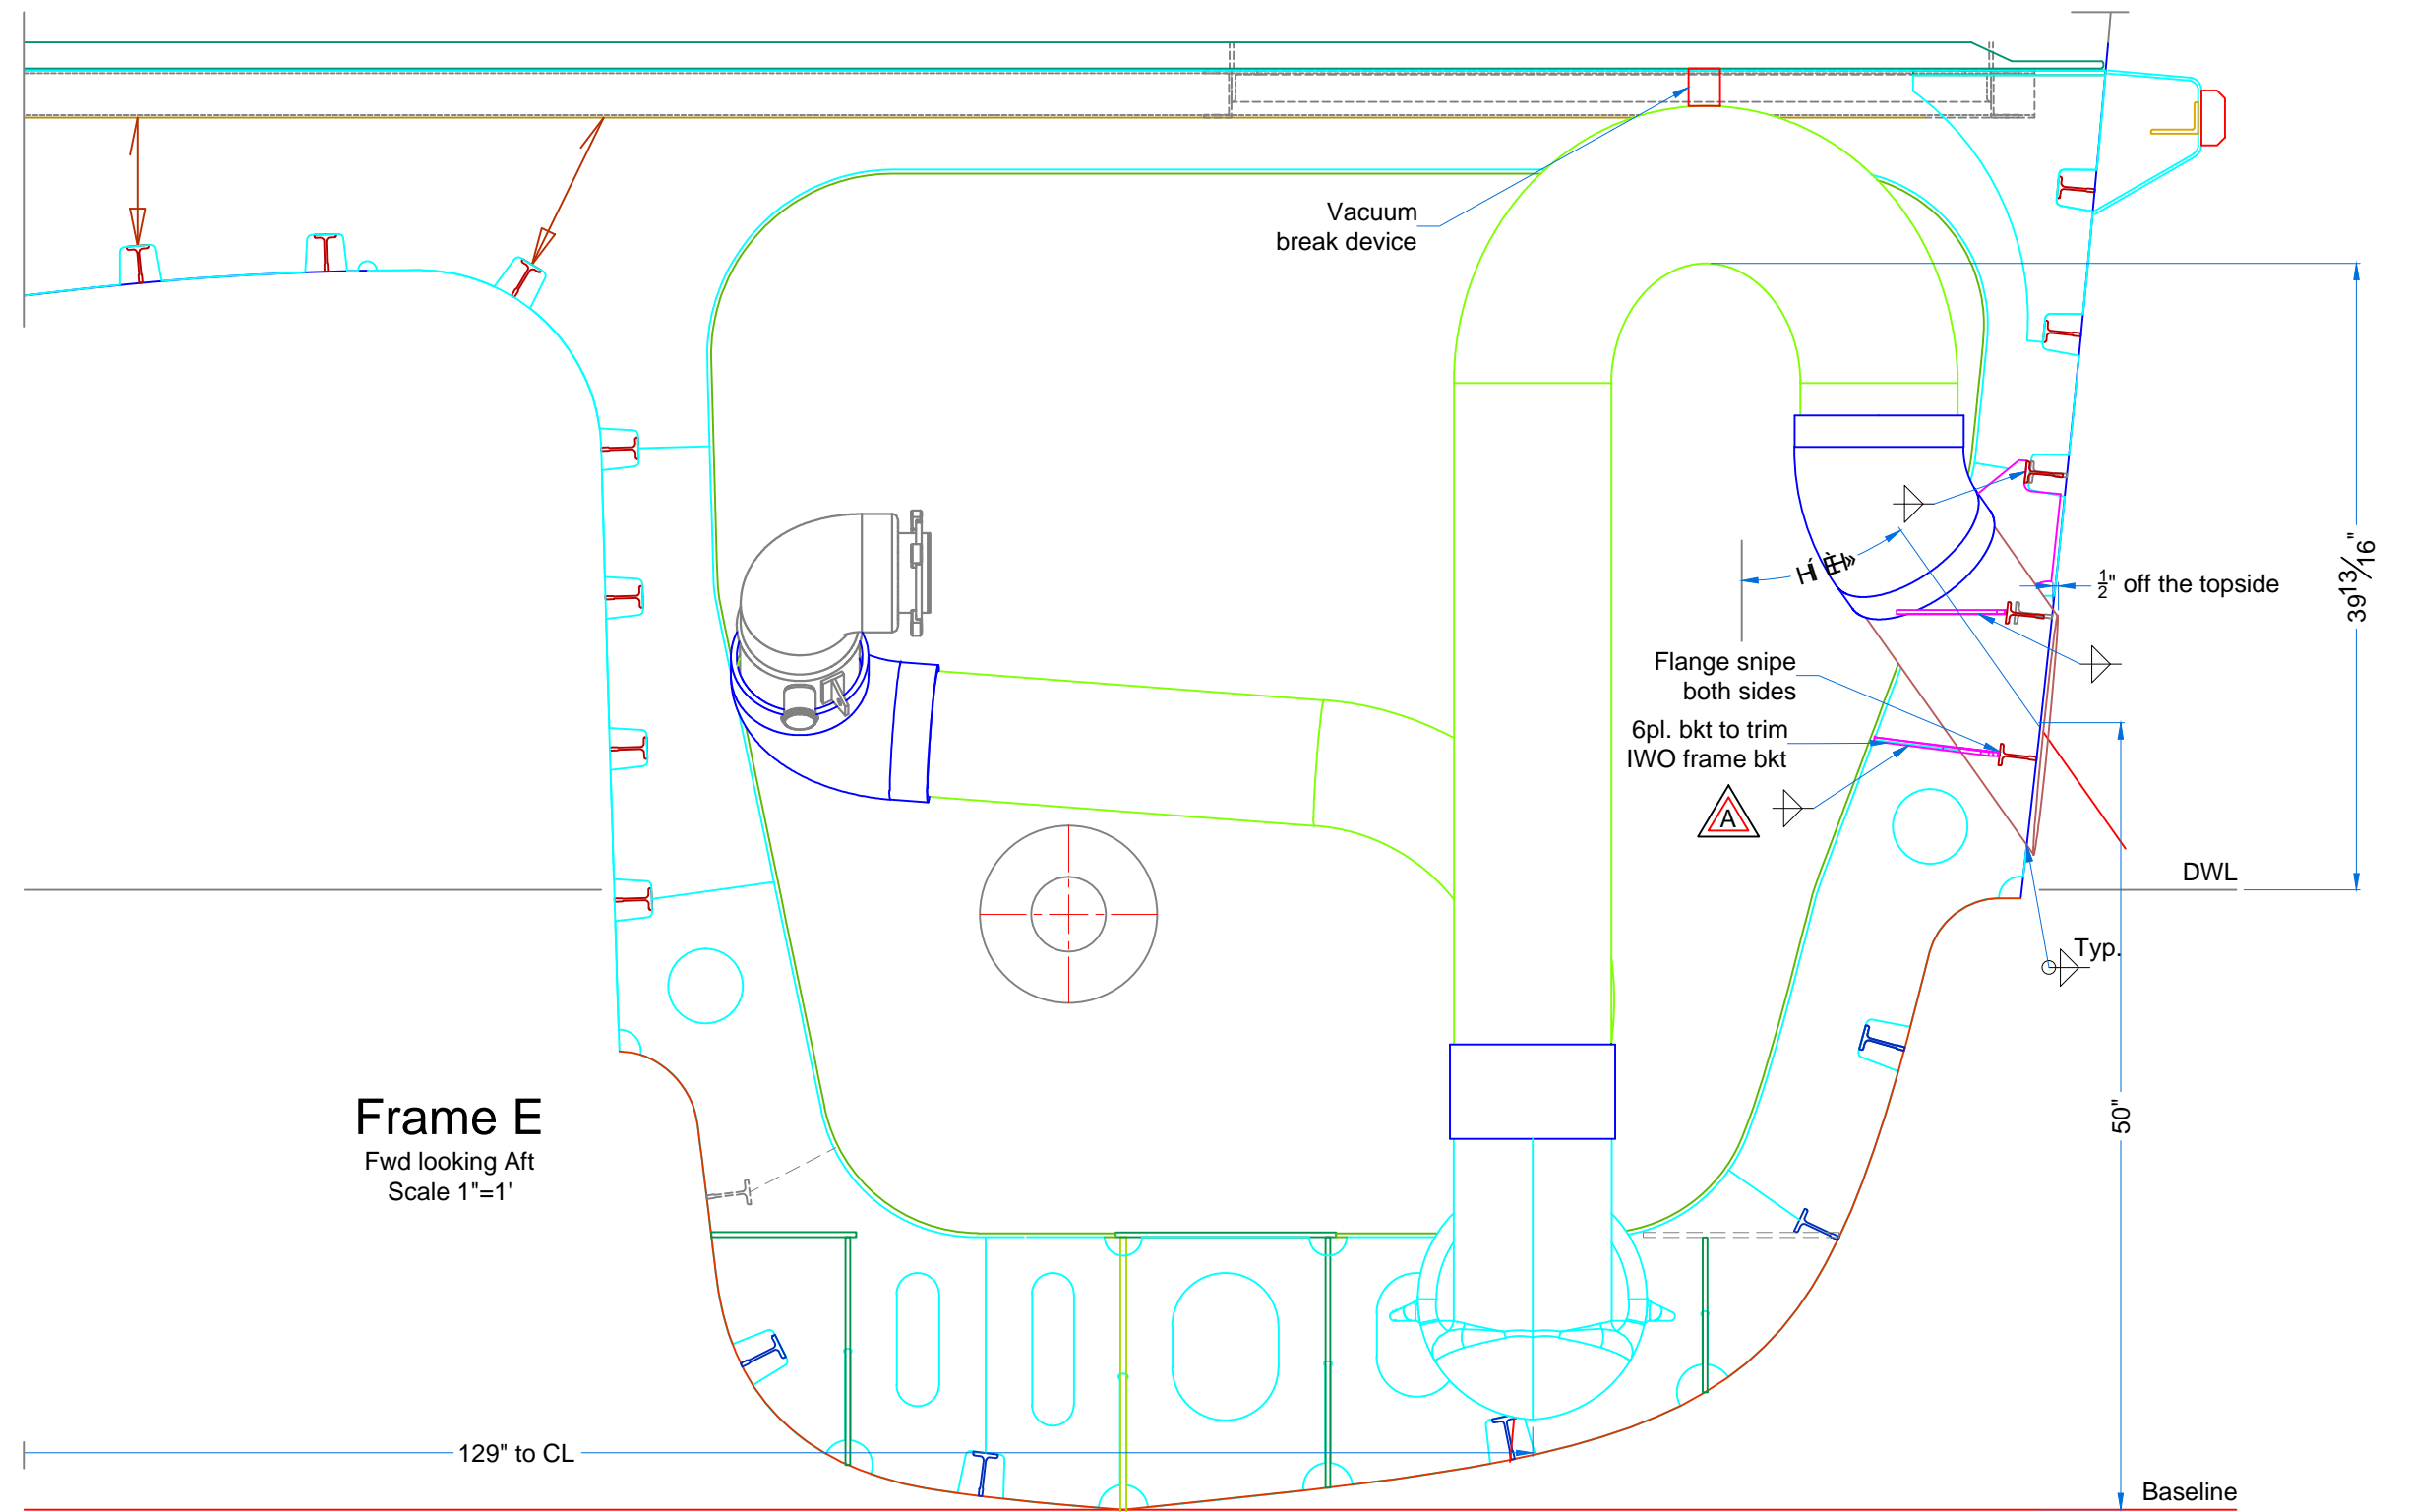 Vacuum
break device
39 13/16"
1/2" off the topside
Flange snipe
both sides
6pl. bkt to trim
IWO frame bkt
A
DWL
Typ.
Frame E
Fwd looking Aft
Scale 1"=1'
50"
129" to CL
Baseline